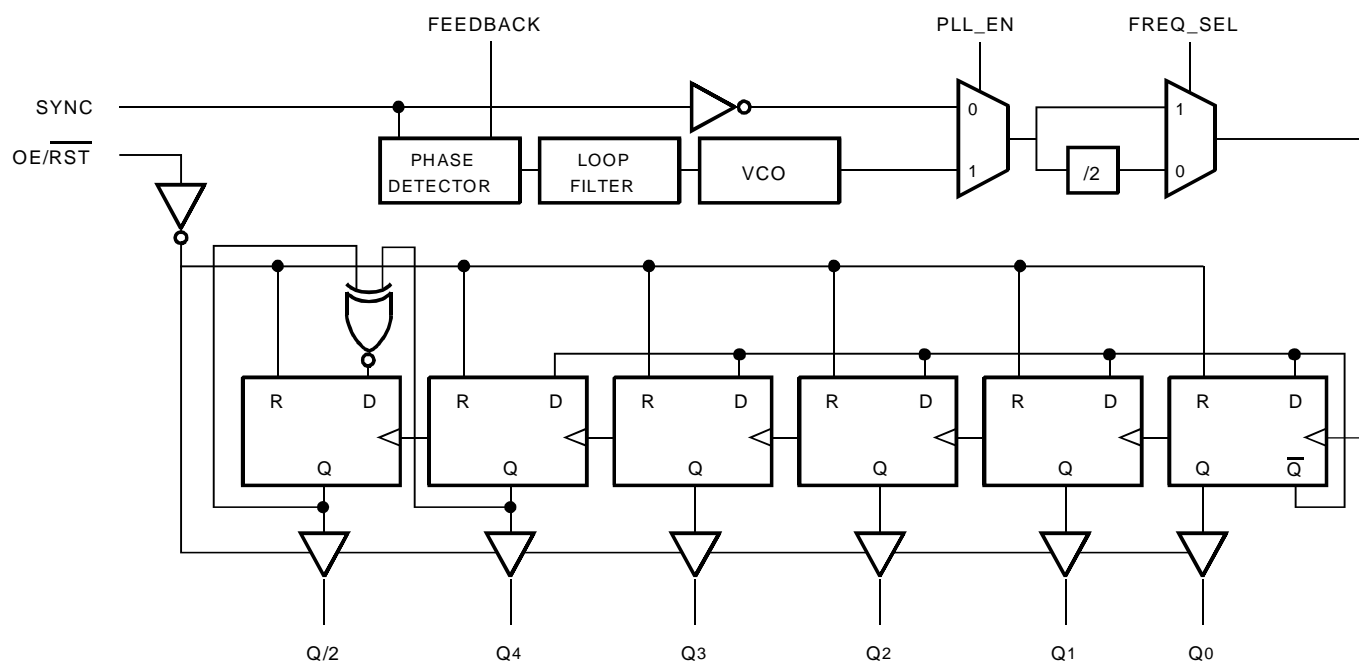 FEEDBACK
PLL_EN
FREQ_SEL
SYNC
OE/R̅S̅T̅
PHASE
DETECTOR
LOOP
FILTER
VCO
0
1
/2
1
0
R D
Q
R D
Q
R D
Q
R D
Q
R D
Q
R D
Q Q̅
Q/2
Q4
Q3
Q2
Q1
Q0